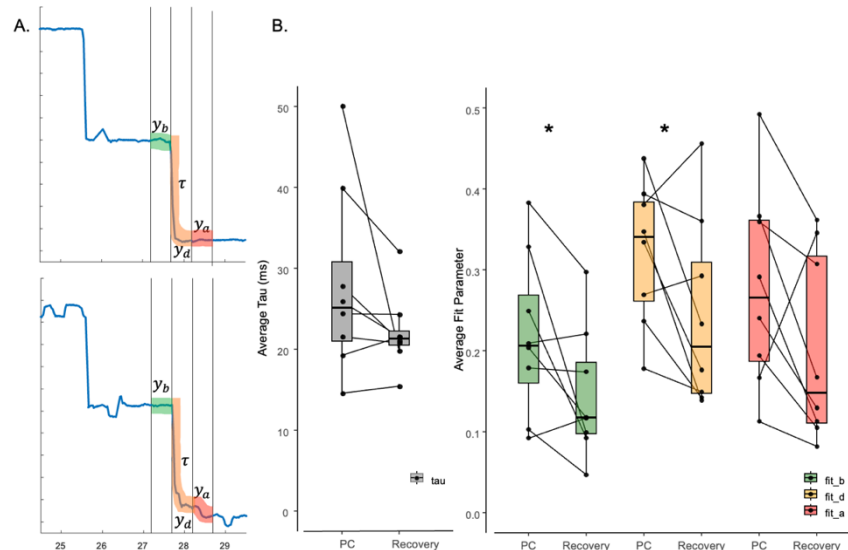 A.
y_b
τ
y_a
y_d
y_b
τ
y_a
y_d
25 26 27 28 29
B.
Average Tau (ms)
50
40
30
20
10
0
tau
PC Recovery
Average Fit Parameter
0.5
0.4
0.3
0.2
0.1
0.0
* *
fit_b
fit_d
fit_a
PC Recovery PC Recovery PC Recovery